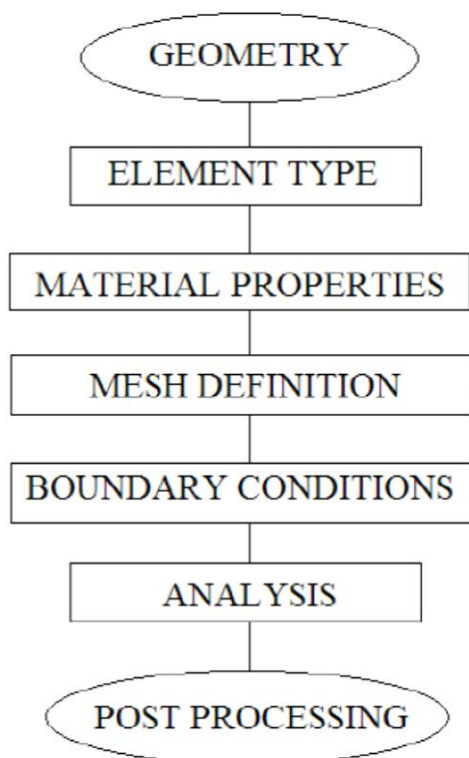 GEOMETRY
ELEMENT TYPE
MATERIAL PROPERTIES
MESH DEFINITION
BOUNDARY CONDITIONS
ANALYSIS
POST PROCESSING